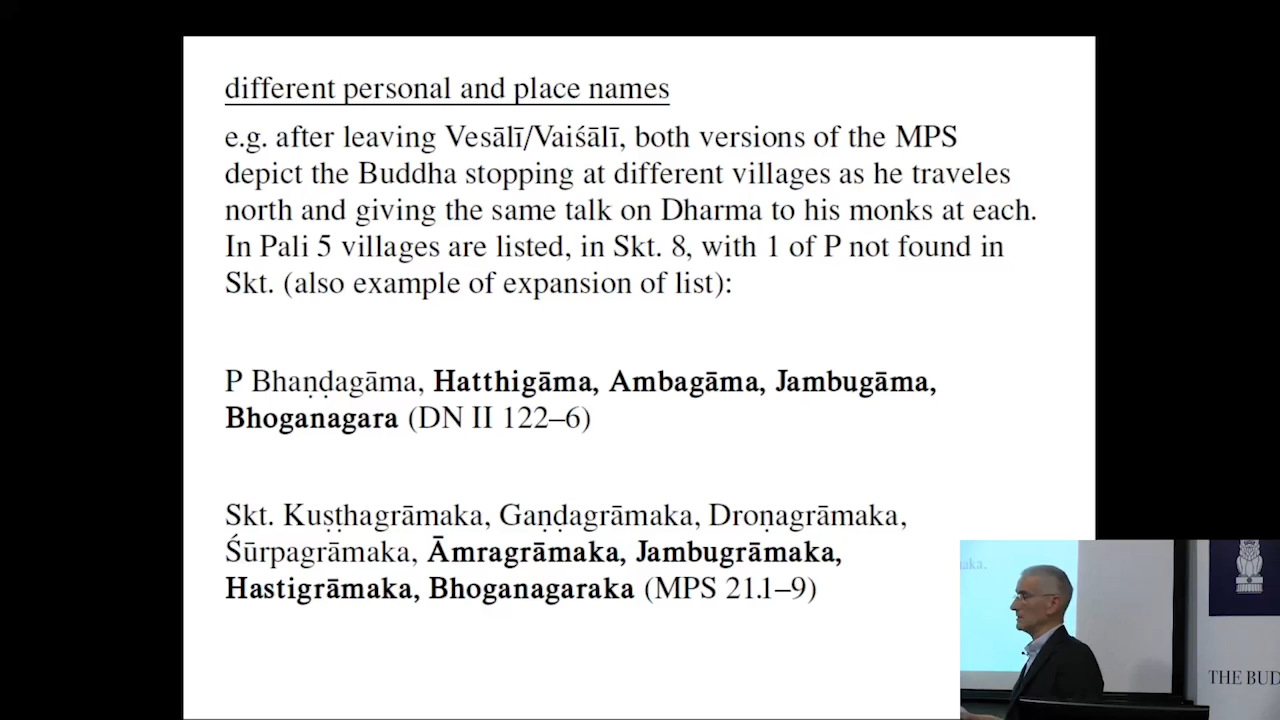 different personal and place names
e.g. after leaving Vesālī/Vaiśālī, both versions of the MPS
depict the Buddha stopping at different villages as he traveles
north and giving the same talk on Dharma to his monks at each.
In Pali 5 villages are listed, in Skt. 8, with 1 of P not found in
Skt. (also example of expansion of list):
P Bhaṇḍagāma, Hatthigāma, Ambagāma, Jambugāma,
Bhoganagara (DN II 122–6)
Skt. Kuṣṭhagrāmaka, Gaṇḍagrāmaka, Droṇagrāmaka,
Śūrpagrāmaka, Āmragrāmaka, Jambugrāmaka,
Hastigrāmaka, Bhoganagaraka (MPS 21.1–9)
THE BUD